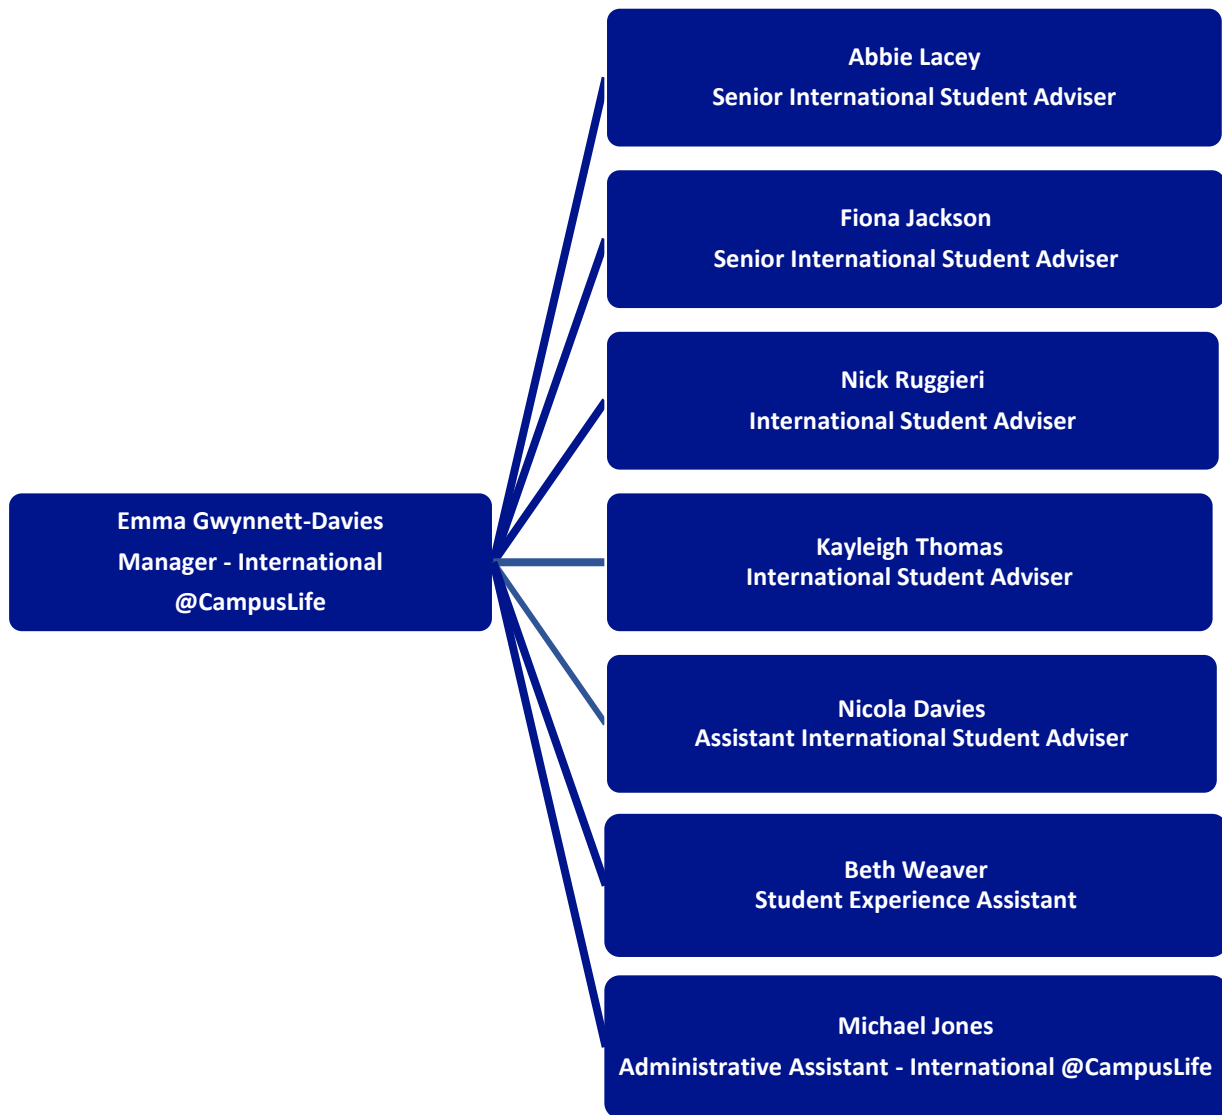 Abbie Lacey
Senior International Student Adviser
Fiona Jackson
Senior International Student Adviser
Nick Ruggieri
International Student Adviser
Emma Gwynnett-Davies
Manager - International
@CampusLife
Kayleigh Thomas
International Student Adviser
Nicola Davies
Assistant International Student Adviser
Beth Weaver
Student Experience Assistant
Michael Jones
Administrative Assistant - International @CampusLife